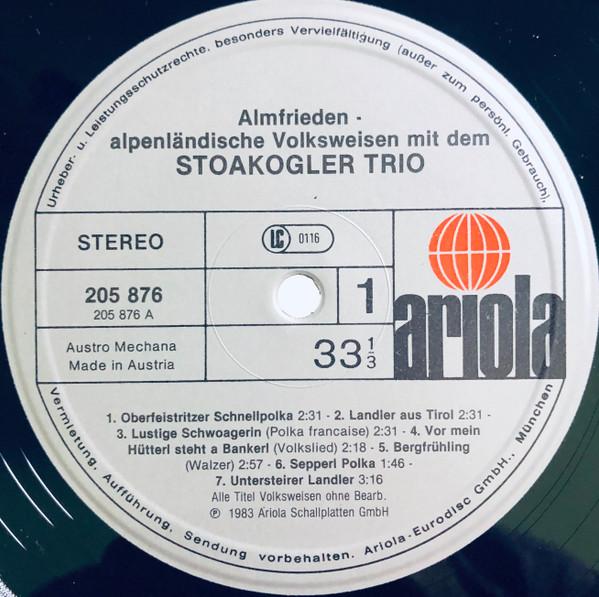 Urheber- u. Leistungsschutzrechte, besonders Vervielfältigung (außer zum persönl. Gebrauch),
Almfrieden -
alpenländische Volksweisen mit dem
STOAKOGLER TRIO
STEREO
LC 0116
205 876
205 876 A
1
ariola
Austro Mechana
Made in Austria
33 1/3
1. Oberfeistritzer Schnellpolka 2:31 - 2. Landler aus Tirol 2:31 -
3. Lustige Schwoagerin (Polka francaise) 2:31 - 4. Vor mein
Hütterl steht a Bankerl (Volkslied) 2:18 - 5. Bergfrühling
(Walzer) 2:57 - 6. Sepperl Polka 1:46 -
7. Untersteirer Landler 3:16
Alle Titel Volksweisen ohne Bearb.
℗ 1983 Ariola Schallplatten GmbH
Vermietung, Aufführung, Sendung vorbehalten. Ariola-Eurodisc GmbH., München